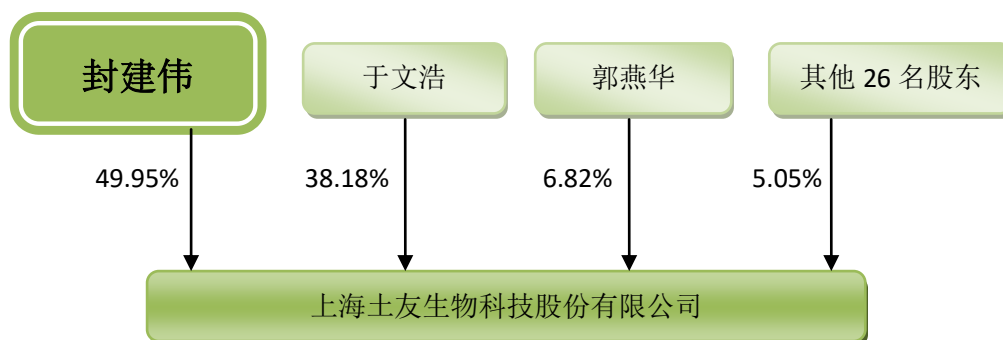 封建伟
于文浩
郭燕华
其他 26 名股东
49.95%
38.18%
6.82%
5.05%
上海土友生物科技股份有限公司